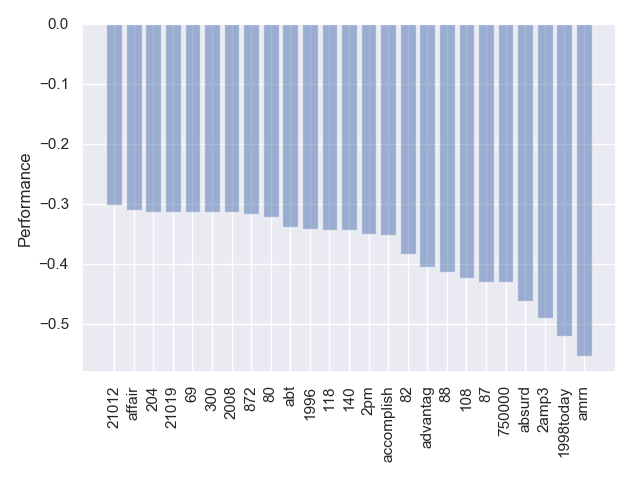 0.0
−0.1
−0.2
−0.3
−0.4
−0.5
Performance
21012
affair
204
21019
69
300
2008
872
80
abt
1996
118
140
2pm
accomplish
82
advantag
88
108
87
750000
absurd
2amp3
1998today
amrn